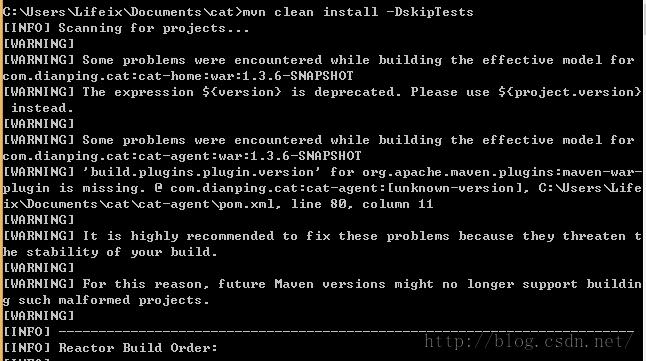 C:\Users\Lifeix\Documents\cat>mvn clean install -DskipTests
[INFO] Scanning for projects...
[WARNING]
[WARNING] Some problems were encountered while building the effective model for
com.dianping.cat:cat-home:war:1.3.6-SNAPSHOT
[WARNING] The expression ${version} is deprecated. Please use ${project.version}
 instead.
[WARNING]
[WARNING] Some problems were encountered while building the effective model for
com.dianping.cat:cat-agent:war:1.3.6-SNAPSHOT
[WARNING] 'build.plugins.plugin.version' for org.apache.maven.plugins:maven-war-
plugin is missing. @ com.dianping.cat:cat-agent:[unknown-version], C:\Users\Life
ix\Documents\cat\cat-agent\pom.xml, line 80, column 11
[WARNING]
[WARNING] It is highly recommended to fix these problems because they threaten t
he stability of your build.
[WARNING]
[WARNING] For this reason, future Maven versions might no longer support buildin
g such malformed projects.
[WARNING]
[INFO] ------------------------------------------------------------------------
[INFO] Reactor Build Order:
[INFO]
http://blog.csdn.net/